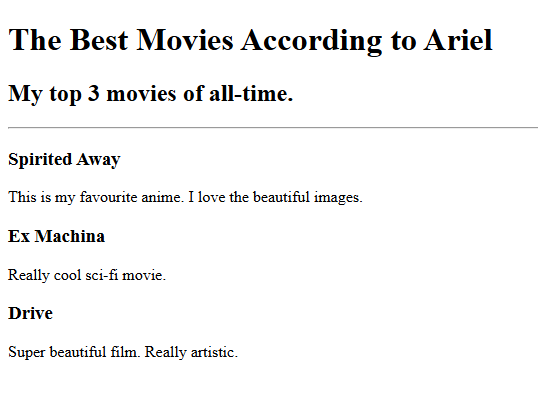 The Best Movies According to Ariel
My top 3 movies of all-time.
Spirited Away
This is my favourite anime. I love the beautiful images.
Ex Machina
Really cool sci-fi movie.
Drive
Super beautiful film. Really artistic.